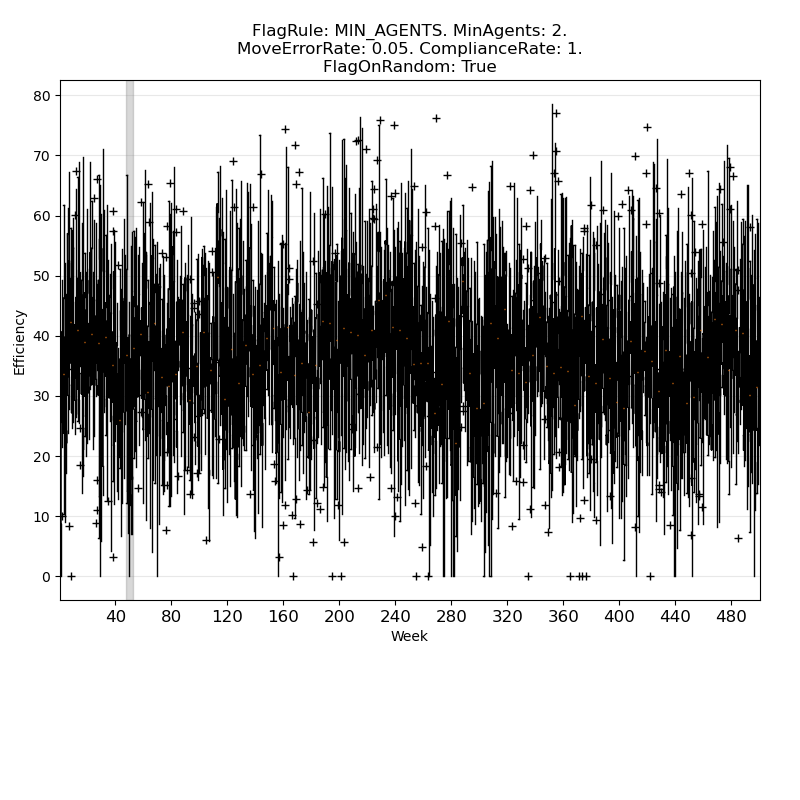 FlagRule: MIN_AGENTS. MinAgents: 2.
MoveErrorRate: 0.05. ComplianceRate: 1.
FlagOnRandom: True
80
70
60
50
40
30
20
10
0
Efficiency
40 80 120 160 200 240 280 320 360 400 440 480
Week